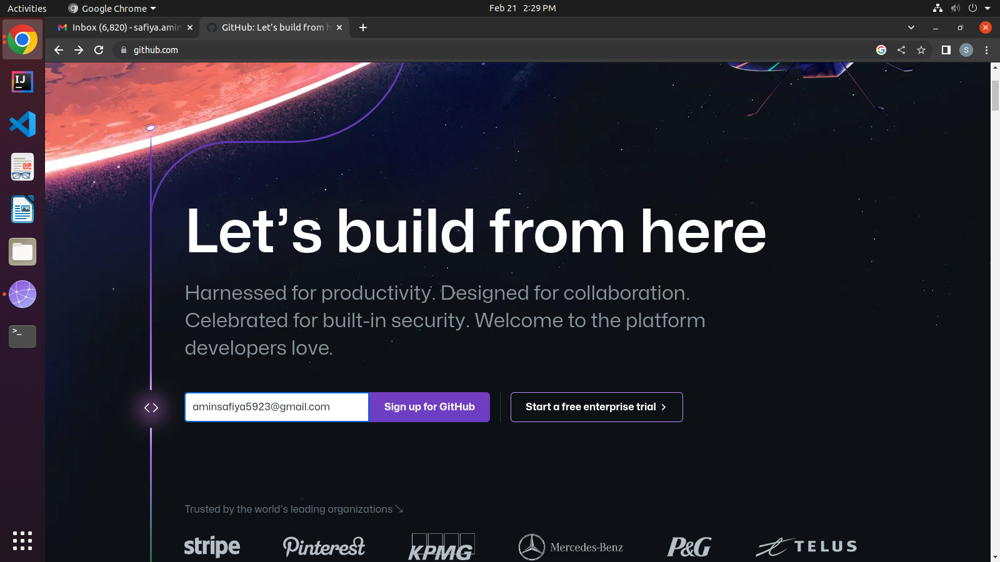 Activities
Google Chrome
Feb 21 2:29 PM
Inbox (6,820) - safiya.amin
GitHub: Let's build from h
github.com
S
IJ
>_
Let's build from here
Harnessed for productivity. Designed for collaboration.
Celebrated for built-in security. Welcome to the platform
developers love.
aminsafiya5923@gmail.com
Sign up for GitHub
Start a free enterprise trial
Trusted by the world's leading organizations
stripe
Pinterest
KPMG
Mercedes-Benz
P&G
TELUS